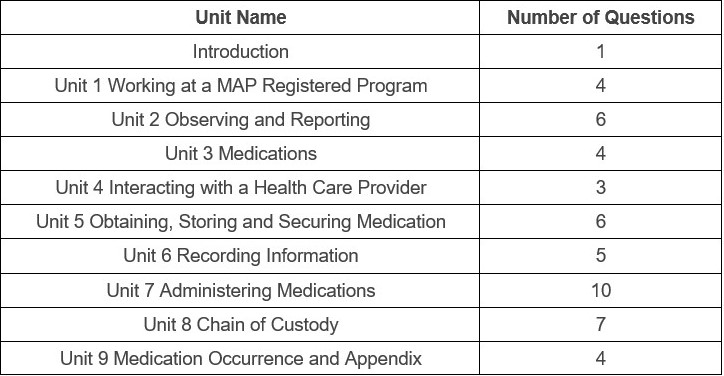 Unit Name Number of Questions
Introduction 1
Unit 1 Working at a MAP Registered Program 4
Unit 2 Observing and Reporting 6
Unit 3 Medications 4
Unit 4 Interacting with a Health Care Provider 3
Unit 5 Obtaining, Storing and Securing Medication 6
Unit 6 Recording Information 5
Unit 7 Administering Medications 10
Unit 8 Chain of Custody 7
Unit 9 Medication Occurrence and Appendix 4